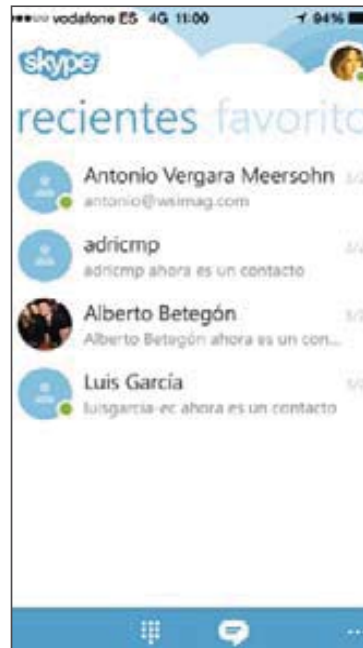 vodafone ES 4G 11:00 94%
skype
recientes favorito
Antonio Vergara Meersohn
antonio@wsimag.com
adricmp
adricmp ahora es un contacto
Alberto Betegón
Alberto Betegón ahora es un con...
Luis García
luisgarcia-ec ahora es un contacto